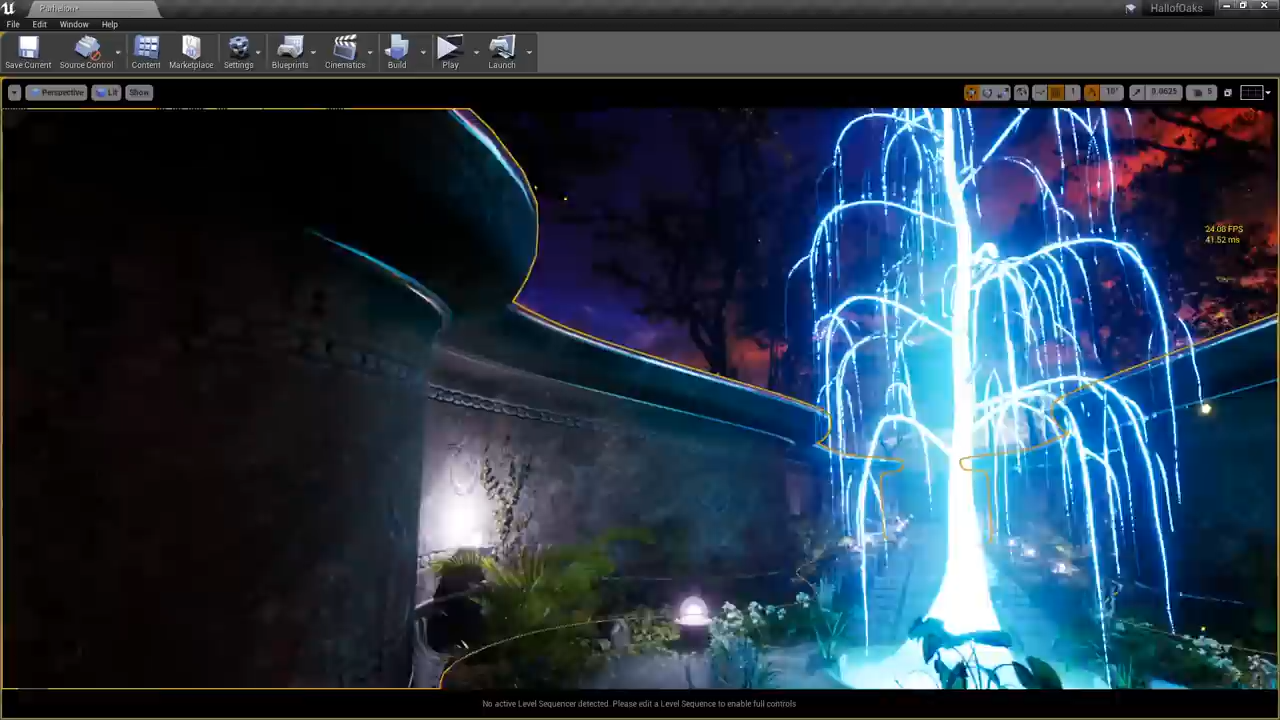 Parhelion*
HallofOaks
File Edit Window Help
Save Current Source Control Content Marketplace Settings Blueprints Cinematics Build Play Launch
Perspective Lit Show 1 10° 0.0625 5
24.08 FPS
41.52 ms
No active Level Sequencer detected. Please edit a Level Sequence to enable full controls.